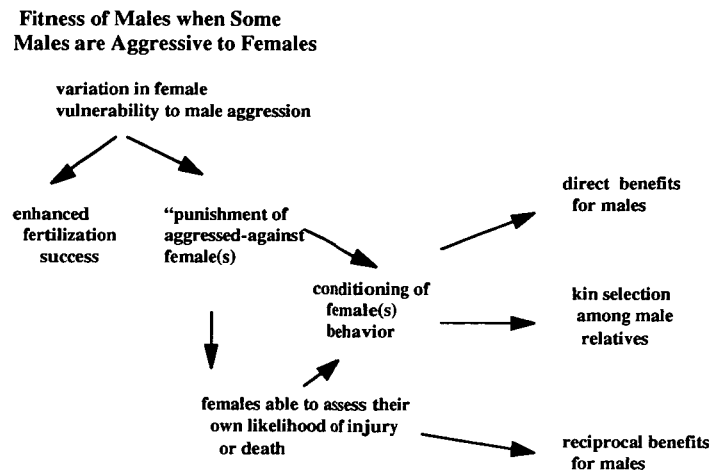 Fitness of Males when Some
Males are Aggressive to Females
variation in female
vulnerability to male aggression
enhanced
fertilization
success
“punishment of
aggressed-against
female(s)
conditioning of
female(s)
behavior
females able to assess their
own likelihood of injury
or death
direct benefits
for males
kin selection
among male
relatives
reciprocal benefits
for males